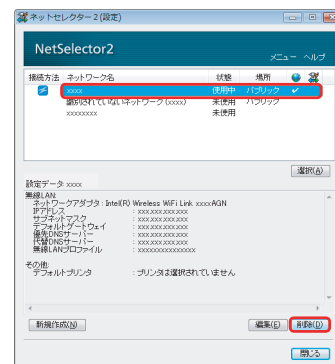 ネットセレクター2(設定)
NetSelector2
メニュー ヘルプ
接続方法 ネットワーク名 状態 場所
xxxx 使用中 パブリック ✔
識別されていないネットワーク(xxxx) 未使用 パブリック
xxxxxxxx 未使用
選択(A)
設定データ:xxxx
無線LAN:
ネットワークアダプタ:Intel(R) Wireless WiFi Link xxxxAGN
IPアドレス :xxx.xxx.xxx.xxx
サブネットマスク :xxx.xxx.xxx.xxx
デフォルトゲートウェイ :xxx.xxx.xxx.xxx
優先DNSサーバー :xxx.xxx.xxx.xxx
代替DNSサーバー :xxx.xxx.xxx.xxx
無線LANプロファイル :xxxxxxxxxxxxxxx
その他:
デフォルトプリンタ :プリンタは選択されていません
新規作成(N) 編集(E) 削除(D)
閉じる